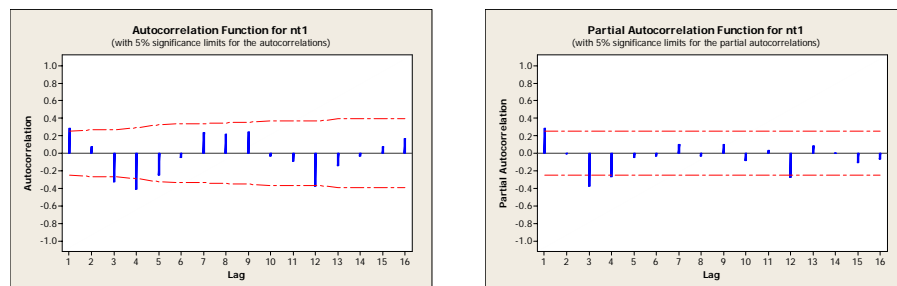 Autocorrelation Function for nt1
(with 5% significance limits for the autocorrelations)
Autocorrelation
1.0
0.8
0.6
0.4
0.2
0.0
-0.2
-0.4
-0.6
-0.8
-1.0
1 2 3 4 5 6 7 8 9 10 11 12 13 14 15 16
Lag
Partial Autocorrelation Function for nt1
(with 5% significance limits for the partial autocorrelations)
Partial Autocorrelation
1.0
0.8
0.6
0.4
0.2
0.0
-0.2
-0.4
-0.6
-0.8
-1.0
1 2 3 4 5 6 7 8 9 10 11 12 13 14 15 16
Lag